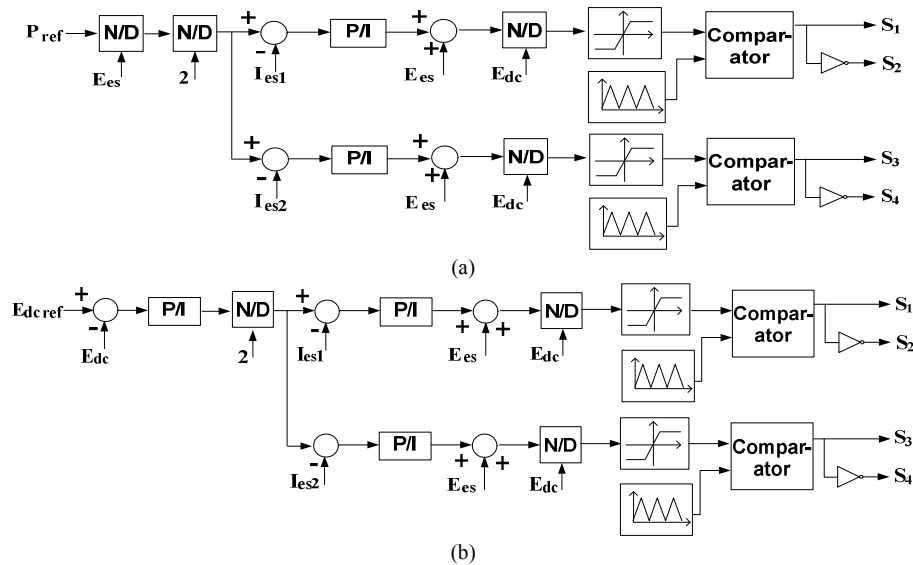 P ref
N/D
N/D
E es
2
+
-
I es1
P/I
+
+
E es
N/D
E dc
Compar-
ator
S1
S2
+
-
I es2
P/I
+
+
E es
N/D
E dc
Compar-
ator
S3
S4
(a)
E dc ref
+
-
E dc
P/I
N/D
2
+
-
I es1
P/I
+
+
E es
N/D
E dc
Compar-
ator
S1
S2
-
I es2
P/I
+
+
E es
N/D
E dc
Compar-
ator
S3
S4
(b)